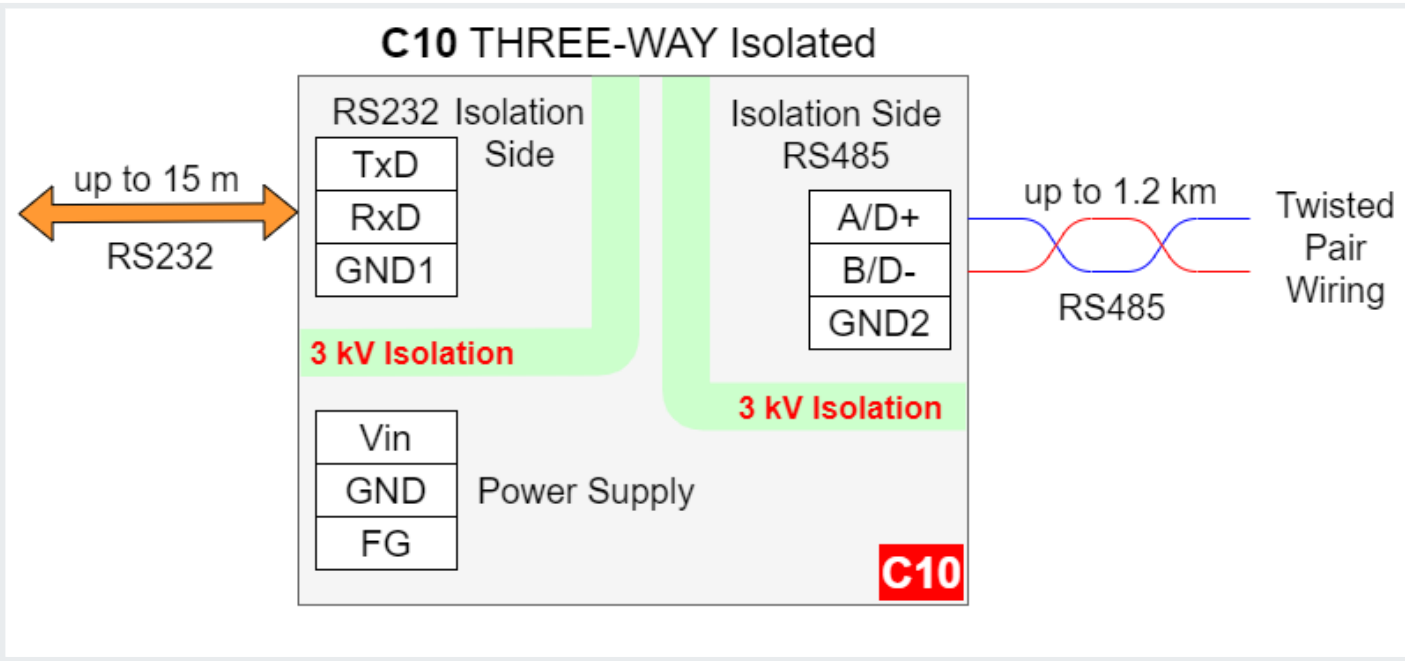 C10 THREE-WAY Isolated
RS232 Isolation
Side
TxD
RxD
GND1
up to 15 m
RS232
3 kV Isolation
Isolation Side
RS485
A/D+
B/D-
GND2
up to 1.2 km
RS485
Twisted
Pair
Wiring
3 kV Isolation
Vin
GND
FG
Power Supply
C10